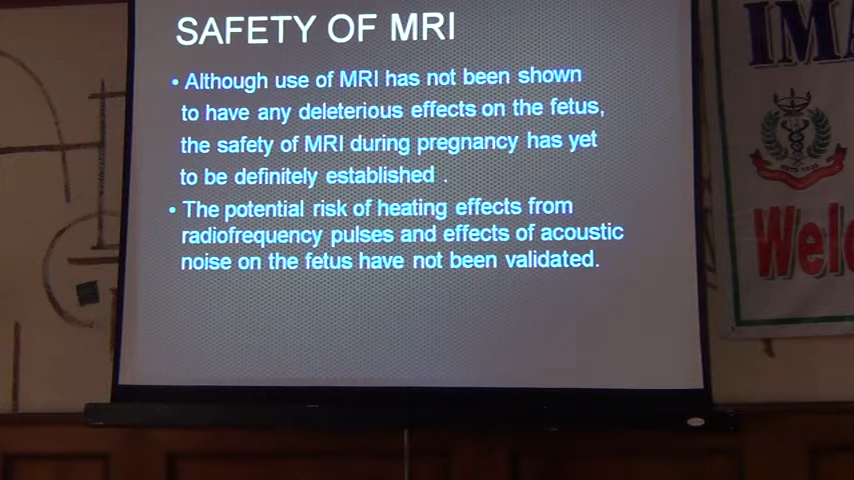 SAFETY OF MRI
• Although use of MRI has not been shown
to have any deleterious effects on the fetus,
the safety of MRI during pregnancy has yet
to be definitely established .
• The potential risk of heating effects from
radiofrequency pulses and effects of acoustic
noise on the fetus have not been validated.
IMA